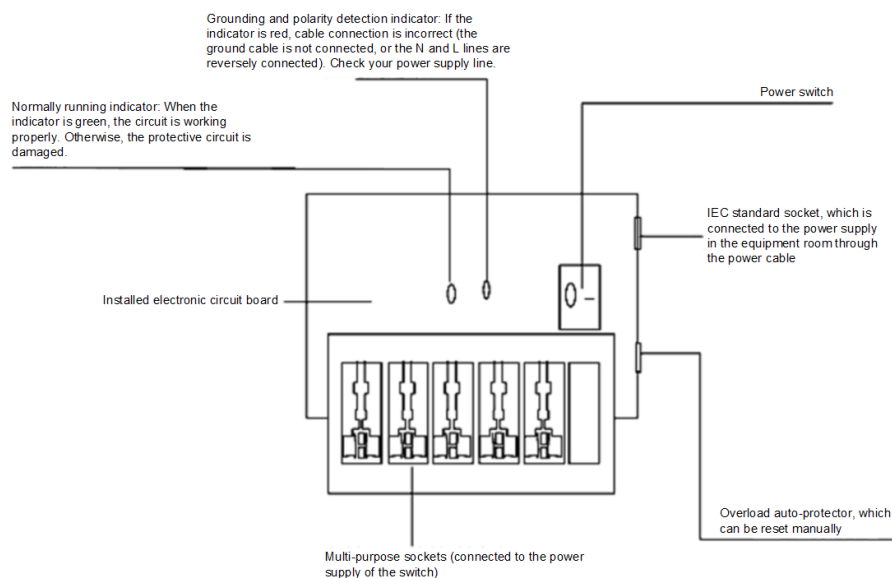 Grounding and polarity detection indicator: If the
indicator is red, cable connection is incorrect (the
ground cable is not connected, or the N and L lines are
reversely connected). Check your power supply line.
Power switch
Normally running indicator: When the
indicator is green, the circuit is working
properly. Otherwise, the protective circuit is
damaged.
IEC standard socket, which is
connected to the power supply
in the equipment room through
the power cable
Installed electronic circuit board
Overload auto-protector, which
can be reset manually
Multi-purpose sockets (connected to the power
supply of the switch)